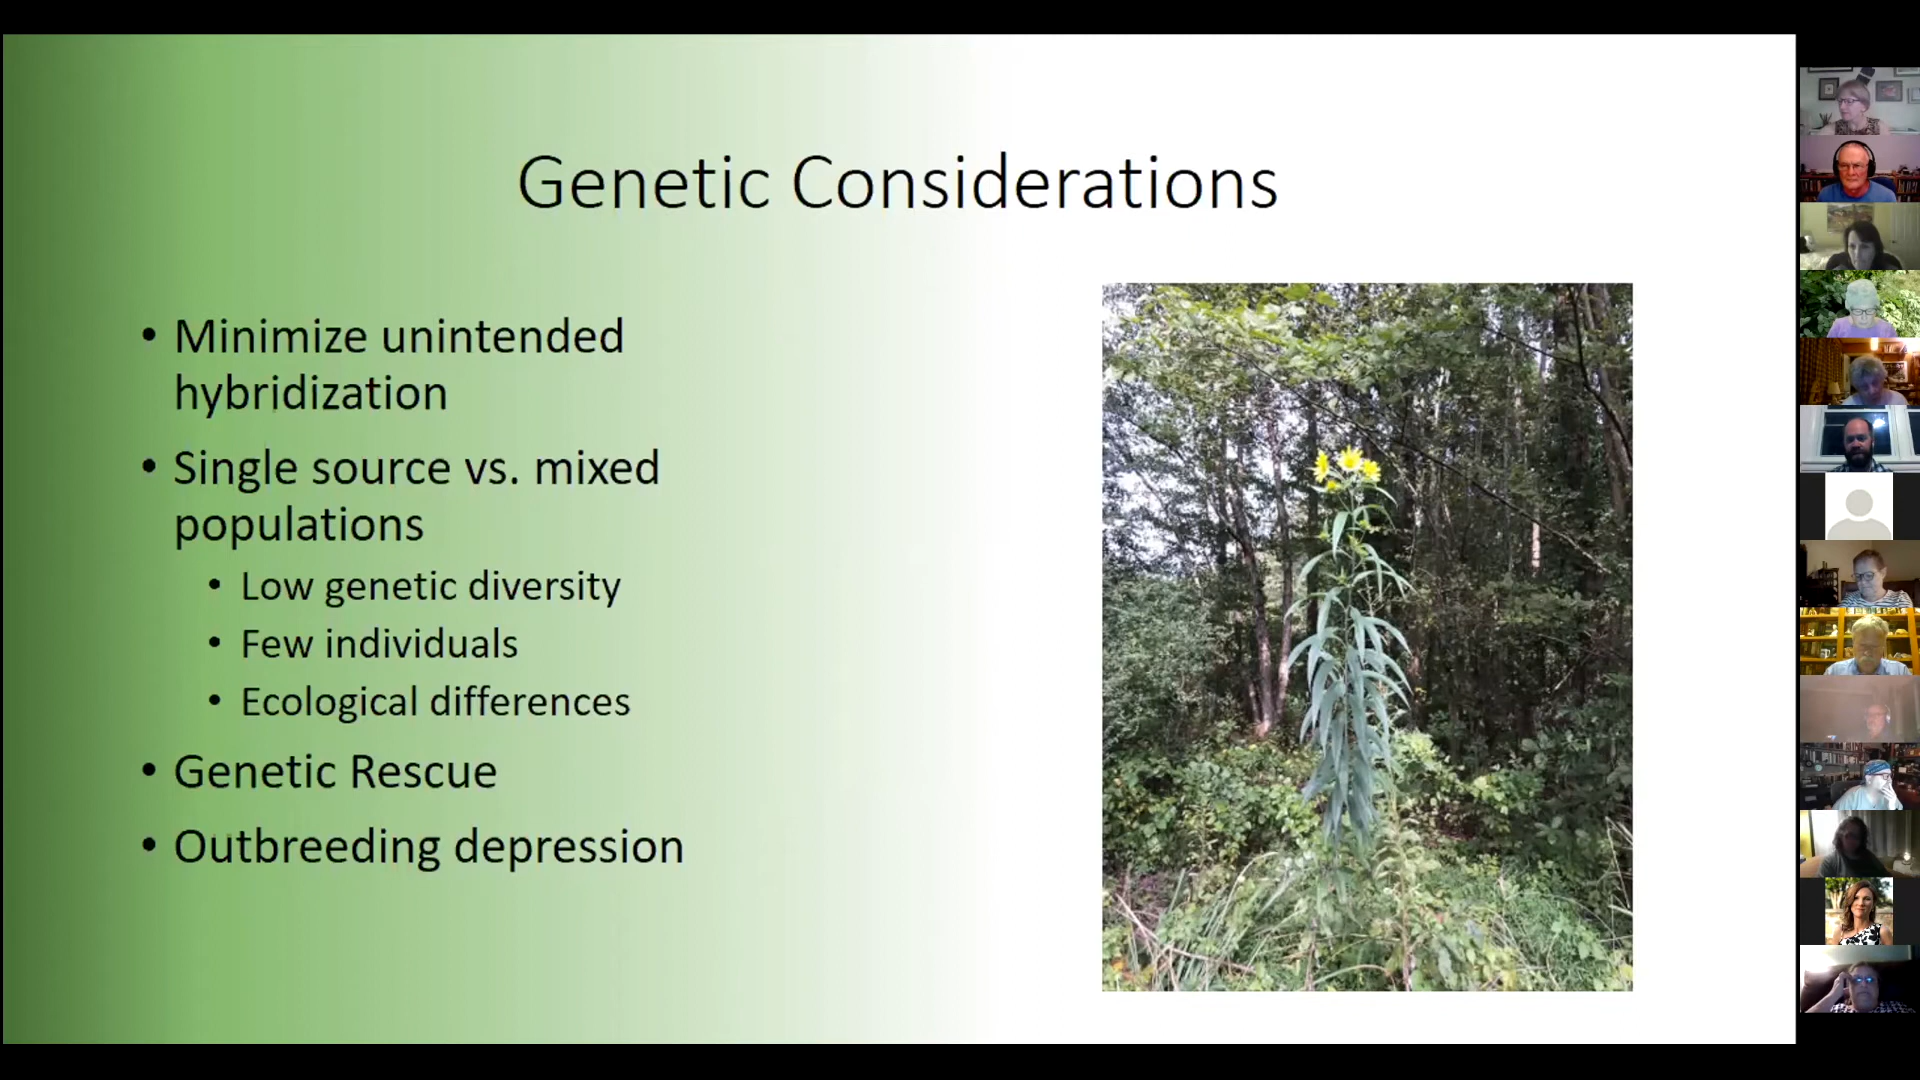 Genetic Considerations
• Minimize unintended
hybridization
• Single source vs. mixed
populations
• Low genetic diversity
• Few individuals
• Ecological differences
• Genetic Rescue
• Outbreeding depression